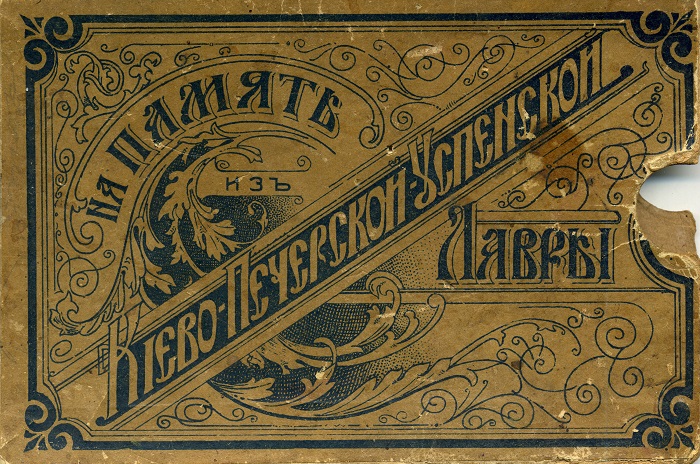 На память
изъ
Кіево-Печерской-Успенской
Лавры